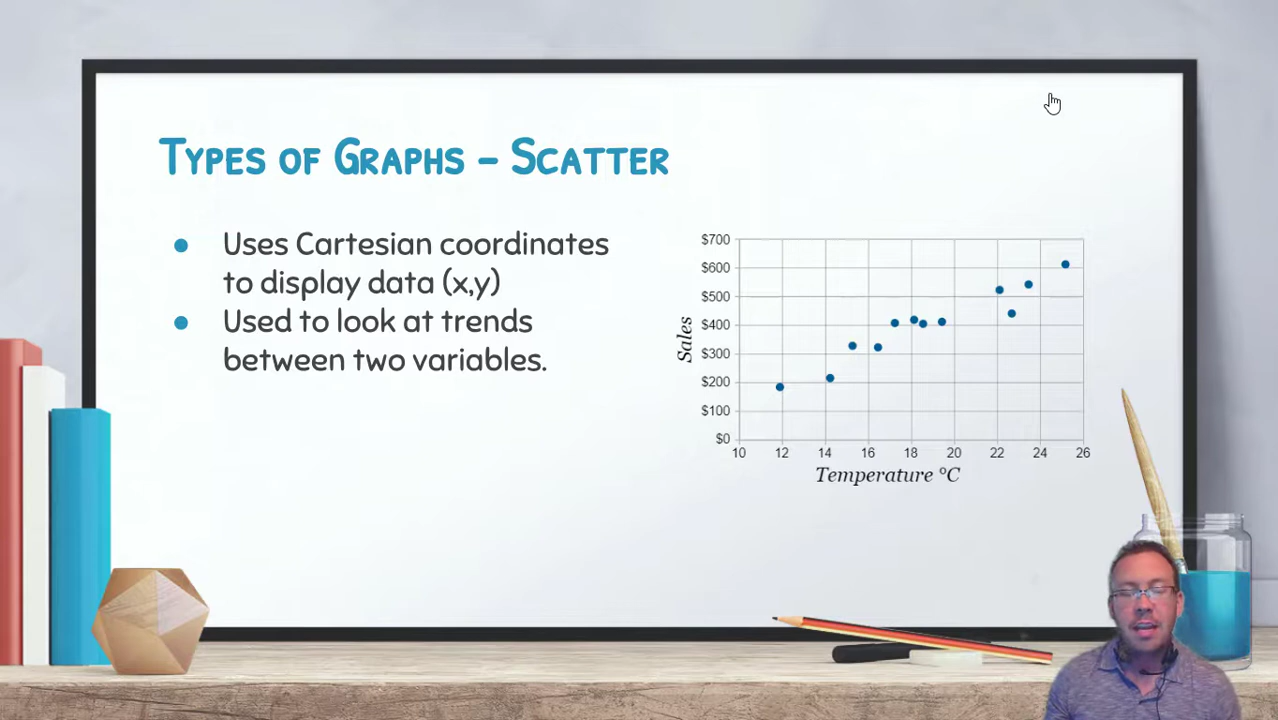 Types of Graphs - Scatter
● Uses Cartesian coordinates
to display data (x,y)
● Used to look at trends
between two variables.
$700
$600
$500
$400
$300
$200
$100
$0
Sales
10 12 14 16 18 20 22 24 26
Temperature °C